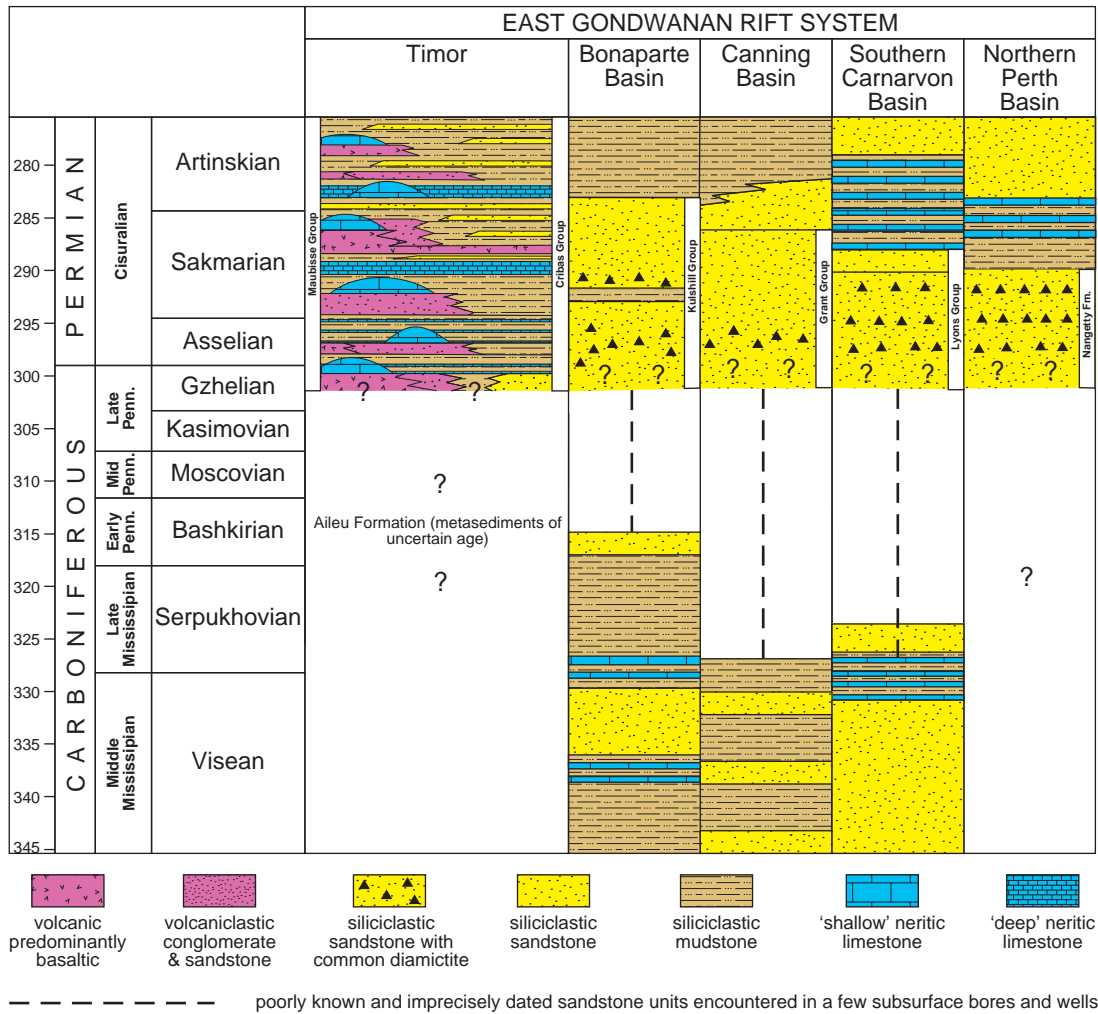 EAST GONDWANAN RIFT SYSTEM
Timor
Bonaparte
Basin
Canning
Basin
Southern
Carnarvon
Basin
Northern
Perth
Basin
280
285
290
295
300
305
310
315
320
325
330
335
340
345
PERMIAN
CARBONIFEROUS
Cisuralian
Late
Penn.
Mid
Penn.
Early
Penn.
Late
Mississipian
Middle
Mississipian
Artinskian
Sakmarian
Asselian
Gzhelian
Kasimovian
Moscovian
Bashkirian
Serpukhovian
Visean
Maubisse Group
Cribas Group
Kulshill Group
Grant Group
Lyons Group
Nangetty Fm.
? ? ? ? ? ? ? ? ? ?
?
Aileu Formation (metasediments of
uncertain age)
?
?
volcanic
predominantly
basaltic
volcaniclastic
conglomerate
& sandstone
siliciclastic
sandstone with
common diamictite
siliciclastic
sandstone
siliciclastic
mudstone
'shallow' neritic
limestone
'deep' neritic
limestone
poorly known and imprecisely dated sandstone units encountered in a few subsurface bores and wells